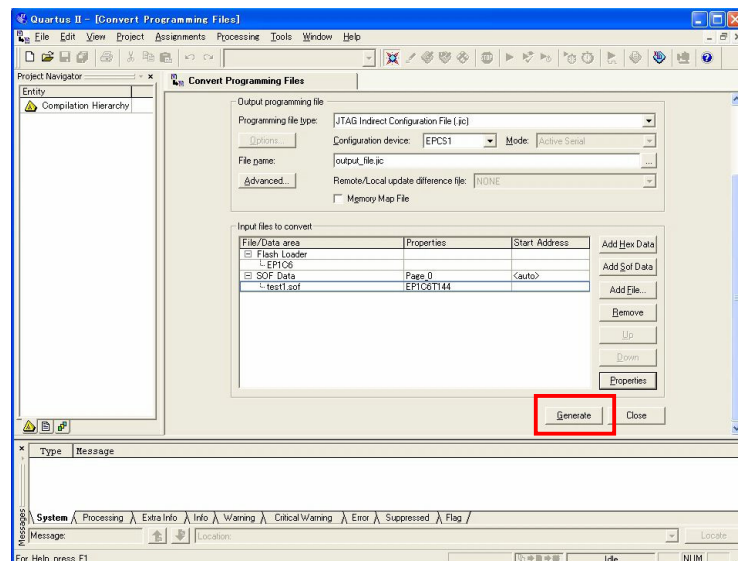 Quartus II - [Convert Programming Files]
File Edit View Project Assignments Processing Tools Window Help
Project Navigator
Entity
Compilation Hierarchy
Convert Programming Files
Output programming file
Programming file type: JTAG Indirect Configuration File (.jic)
Options... Configuration device: EPCS1 Mode: Active Serial
File name: output_file.jic ...
Advanced... Remote/Local update difference file: NONE
Memory Map File
Input files to convert
File/Data area Properties Start Address
Flash Loader
EP1C6
SOF Data Page_0 <auto>
test1.sof EP1C6T144
Add Hex Data
Add Sof Data
Add File...
Remove
Up
Down
Properties
Generate Close
Type Message
Messages
System Processing Extra Info Info Warning Critical Warning Error Suppressed Flag
Message: Location: Locate
For Help, press F1 Idle NUM